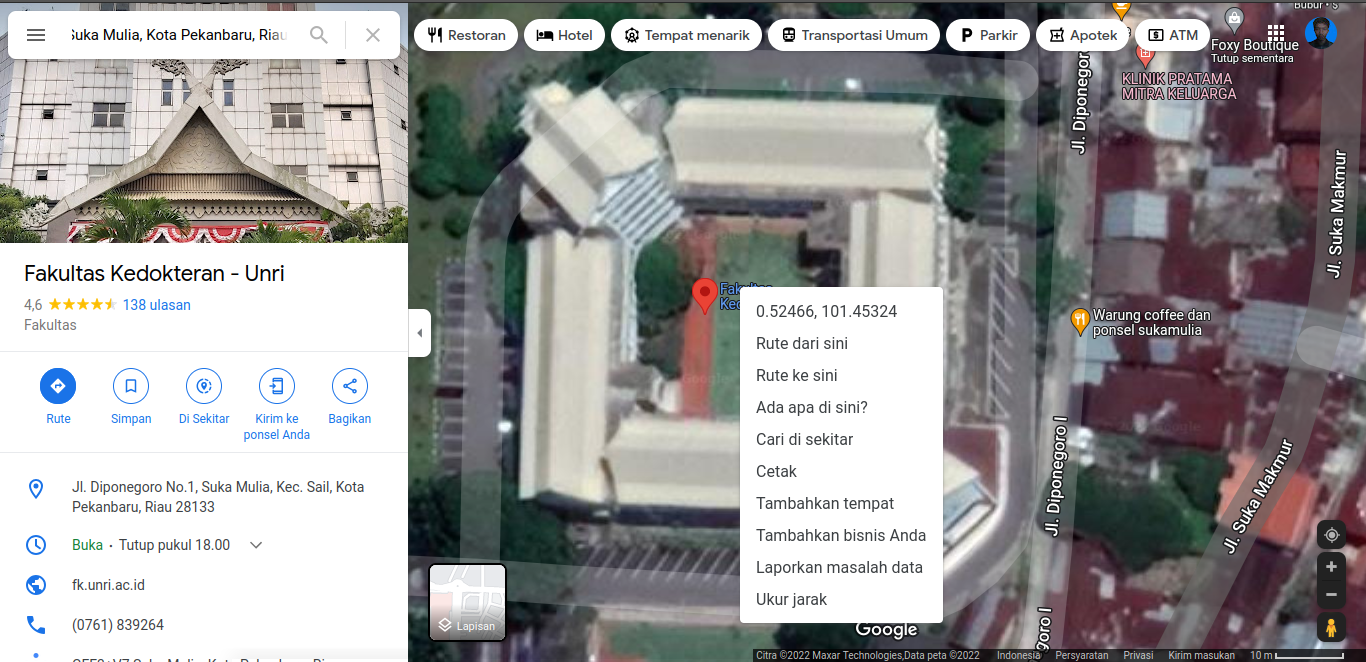 Suka Mulia, Kota Pekanbaru, Riau
Restoran
Hotel
Tempat menarik
Transportasi Umum
Parkir
Apotek
ATM
Bubur • $
Foxy Boutique
Tutup sementara
KLINIK PRATAMA
MITRA KELUARGA
Jl. Diponegor
Jl. Suka Makmur
Fakultas Kedokteran - Unri
4,6
138 ulasan
Fakultas
Rute
Simpan
Di Sekitar
Kirim ke
ponsel Anda
Bagikan
Jl. Diponegoro No.1, Suka Mulia, Kec. Sail, Kota
Pekanbaru, Riau 28133
Buka · Tutup pukul 18.00
fk.unri.ac.id
(0761) 839264
Fakultas
Ked
0.52466, 101.45324
Rute dari sini
Rute ke sini
Ada apa di sini?
Cari di sekitar
Cetak
Tambahkan tempat
Tambahkan bisnis Anda
Laporkan masalah data
Ukur jarak
Warung coffee dan
ponsel sukamulia
Jl. Diponegoro I
Jl. Suka Makmur
goro I
Lapisan
Google
Citra ©2022 Maxar Technologies,Data peta ©2022
Indonesia
Persyaratan
Privasi
Kirim masukan
10 m